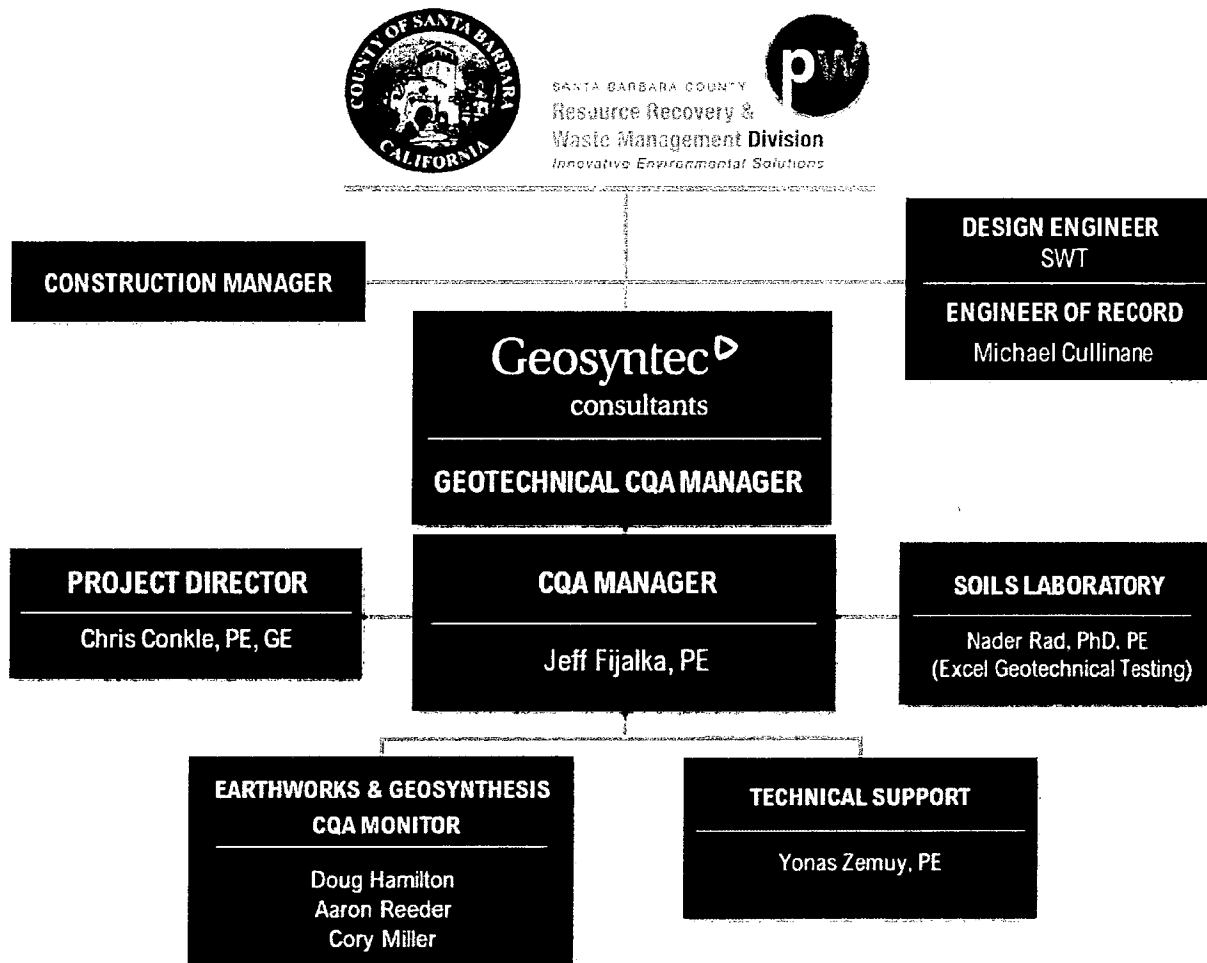 COUNTY OF SANTA BARBARA
CALIFORNIA
pw
SANTA BARBARA COUNTY
Resource Recovery &
Waste Management Division
Innovative Environmental Solutions
CONSTRUCTION MANAGER
DESIGN ENGINEER
SWT
ENGINEER OF RECORD
Michael Cullinane
Geosyntec
consultants
GEOTECHNICAL CQA MANAGER
PROJECT DIRECTOR
Chris Conkle, PE, GE
CQA MANAGER
Jeff Fijalka, PE
SOILS LABORATORY
Nader Rad, PhD, PE
(Excel Geotechnical Testing)
EARTHWORKS & GEOSYNTHESIS
CQA MONITOR
Doug Hamilton
Aaron Reeder
Cory Miller
TECHNICAL SUPPORT
Yonas Zemuy, PE